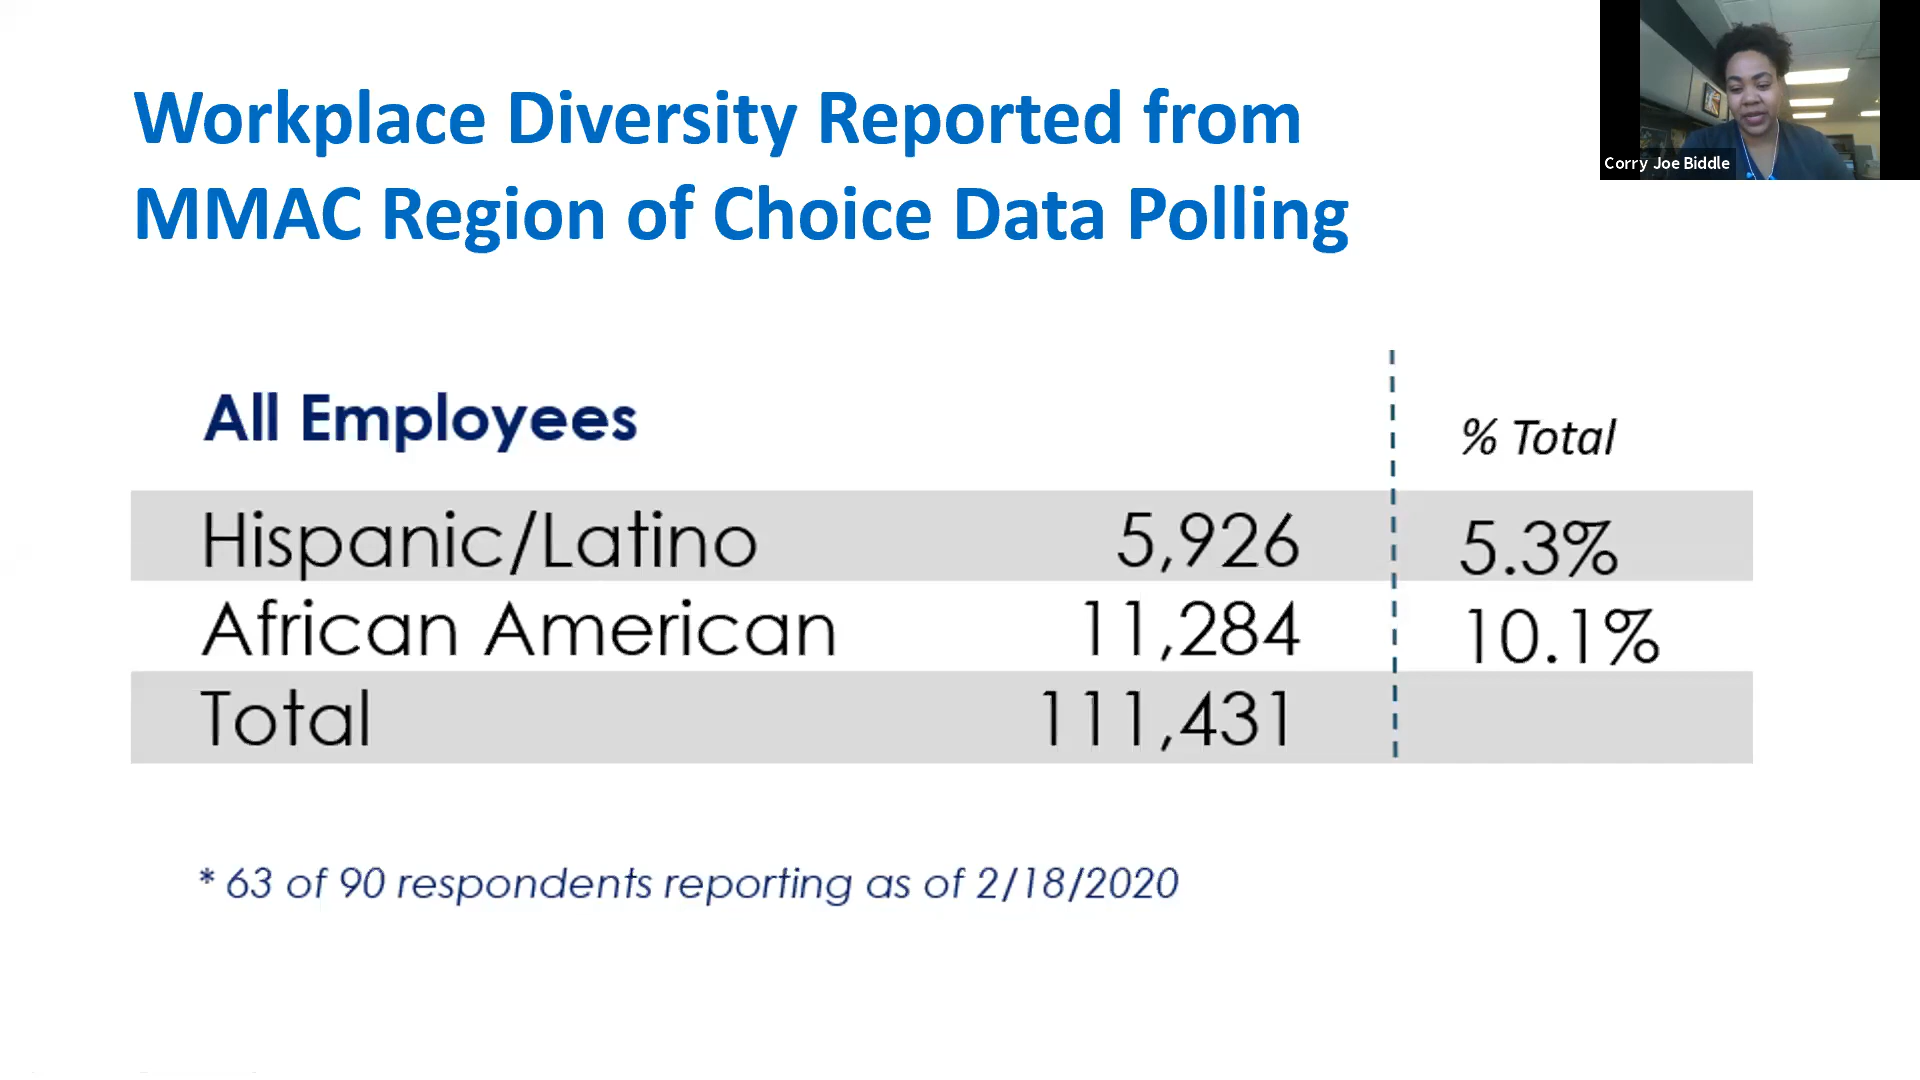 Workplace Diversity Reported from
MMAC Region of Choice Data Polling
Corry Joe Biddle
All Employees % Total
Hispanic/Latino 5,926 5.3%
African American 11,284 10.1%
Total 111,431
* 63 of 90 respondents reporting as of 2/18/2020